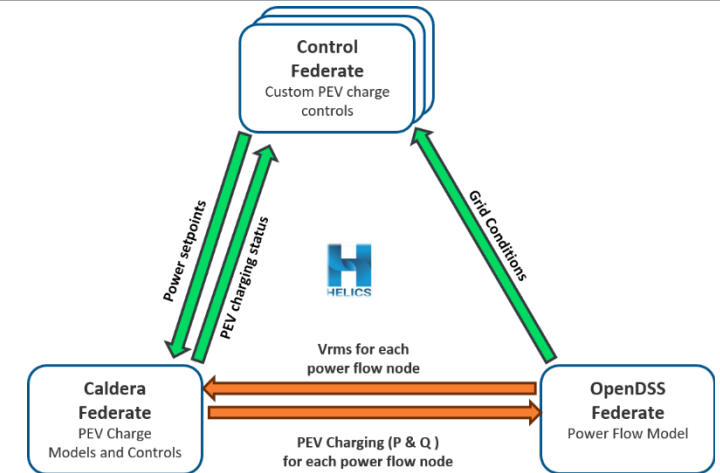 Control
Federate
Custom PEV charge
controls
Power setpoints
PEV charging status
Grid Conditions
HELICS
Vrms for each
power flow node
Caldera
Federate
PEV Charge
Models and Controls
OpenDSS
Federate
Power Flow Model
PEV Charging (P & Q )
for each power flow node